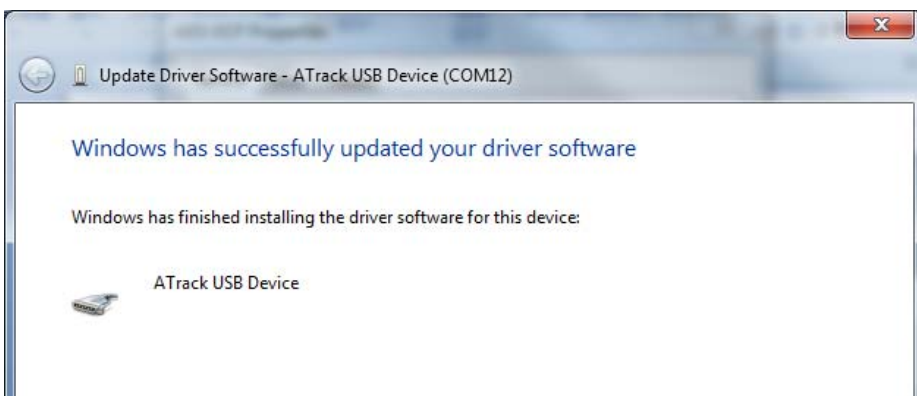 Update Driver Software - ATrack USB Device (COM12)
Windows has successfully updated your driver software
Windows has finished installing the driver software for this device:
ATrack USB Device